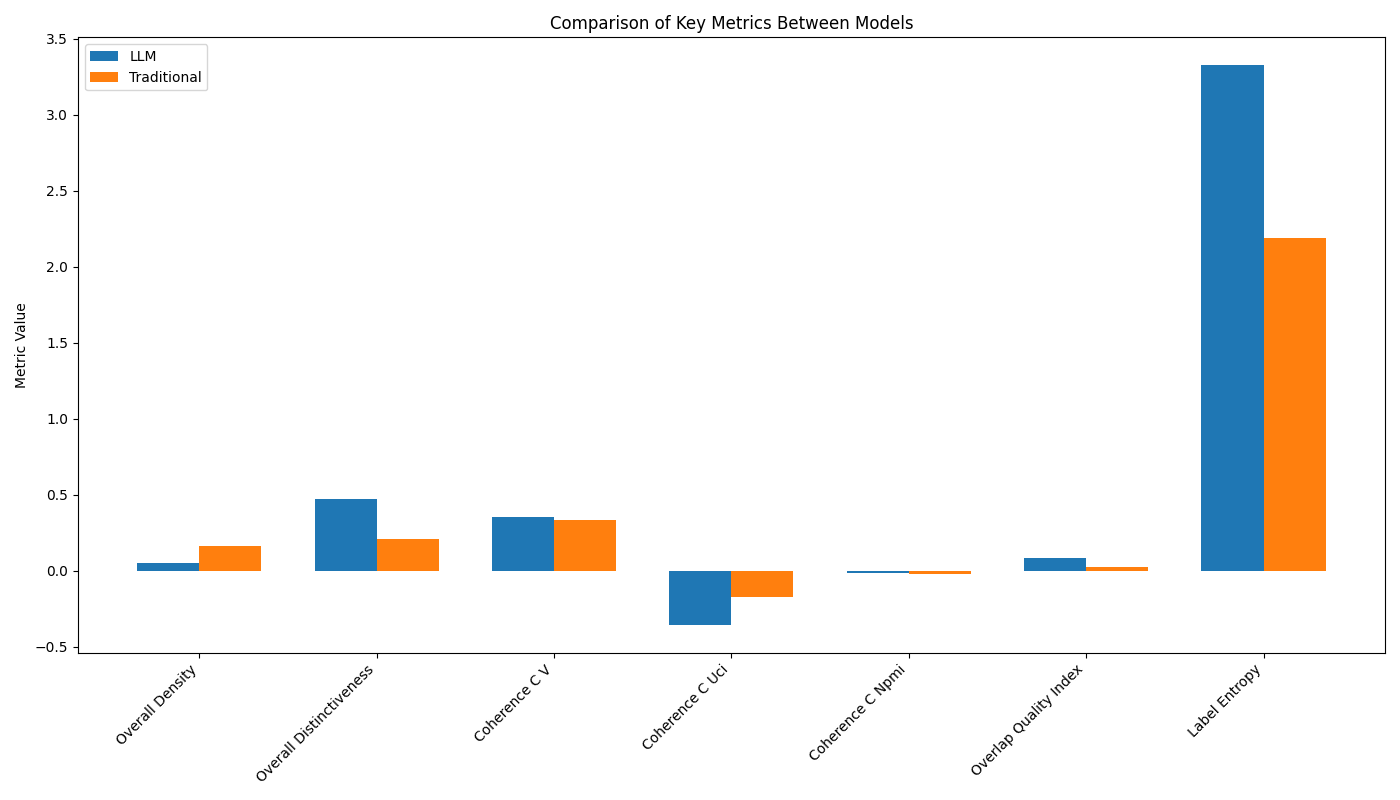 Comparison of Key Metrics Between Models
LLM
Traditional
Metric Value
3.5
3.0
2.5
2.0
1.5
1.0
0.5
0.0
−0.5
Overall Density
Overall Distinctiveness
Coherence C V
Coherence C Uci
Coherence C Npmi
Overlap Quality Index
Label Entropy